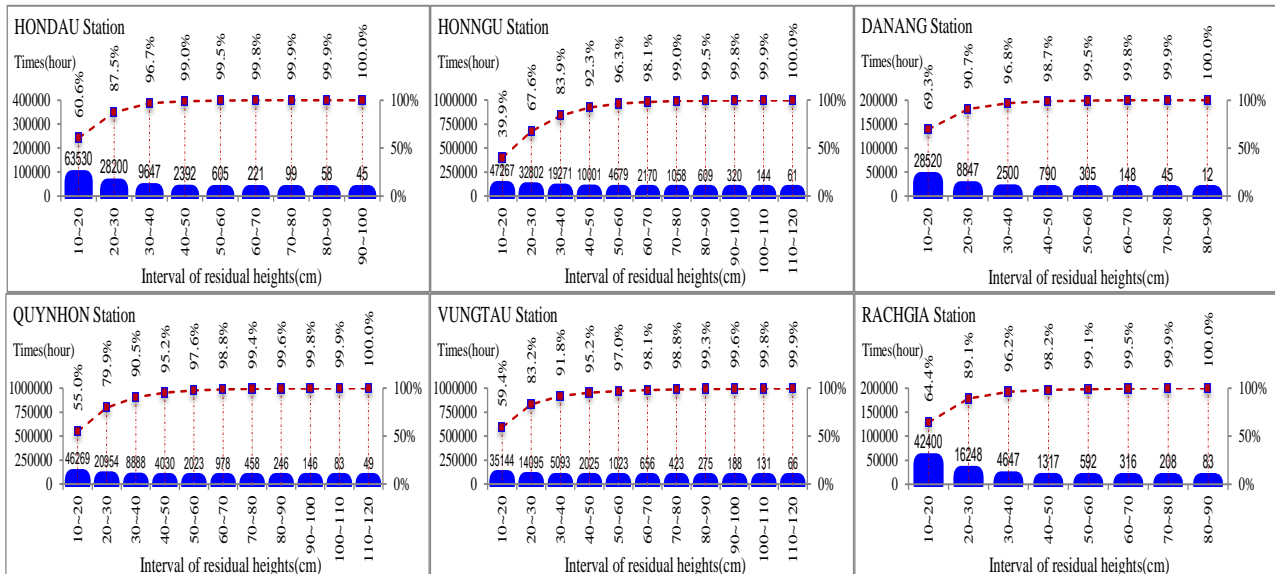 HONDAU Station
Times(hour)
60.6% 87.5% 96.7% 99.0% 99.5% 99.8% 99.9% 99.9% 100.0%
400000 100%
300000
200000 50%
100000
0 0%
63530 28200 9647 2392 605 221 99 58 45
10~20 20~30 30~40 40~50 50~60 60~70 70~80 80~90 90~100
Interval of residual heights(cm)
HONNGU Station
Times(hour)
39.9% 67.6% 83.9% 92.3% 96.3% 98.1% 99.0% 99.5% 99.8% 99.9% 100.0%
1000000 100%
750000
500000 50%
250000
0 0%
47267 32802 19271 10001 4679 2170 1058 609 320 144 61
10~20 20~30 30~40 40~50 50~60 60~70 70~80 80~90 90~100 100~110 110~120
Interval of residual heights(cm)
DANANG Station
Times(hour)
69.3% 90.7% 96.8% 98.7% 99.5% 99.8% 99.9% 100.0%
200000 100%
150000
100000 50%
50000
0 0%
28520 8847 2500 790 305 148 45 12
10~20 20~30 30~40 40~50 50~60 60~70 70~80 80~90
Interval of residual heights(cm)
QUYNHON Station
Times(hour)
55.0% 79.9% 90.5% 95.2% 97.6% 98.8% 99.4% 99.6% 99.8% 99.9% 100.0%
1000000 100%
750000
500000 50%
250000
0 0%
46269 20954 8888 4030 2023 978 458 246 146 83 49
10~20 20~30 30~40 40~50 50~60 60~70 70~80 80~90 90~100 100~110 110~120
Interval of residual heights(cm)
VUNGTAU Station
Times(hour)
59.4% 83.2% 91.8% 95.2% 97.0% 98.1% 98.8% 99.3% 99.6% 99.8% 99.9%
1000000 100%
750000
500000 50%
250000
0 0%
35144 14095 5093 2025 1023 656 423 275 188 131 66
10~20 20~30 30~40 40~50 50~60 60~70 70~80 80~90 90~100 100~110 110~120
Interval of residual heights(cm)
RACHGIA Station
Times(hour)
64.4% 89.1% 96.2% 98.2% 99.1% 99.5% 99.9% 100.0%
200000 100%
150000
100000 50%
50000
0 0%
42400 16248 4647 1317 592 316 208 83
10~20 20~30 30~40 40~50 50~60 60~70 70~80 80~90
Interval of residual heights(cm)